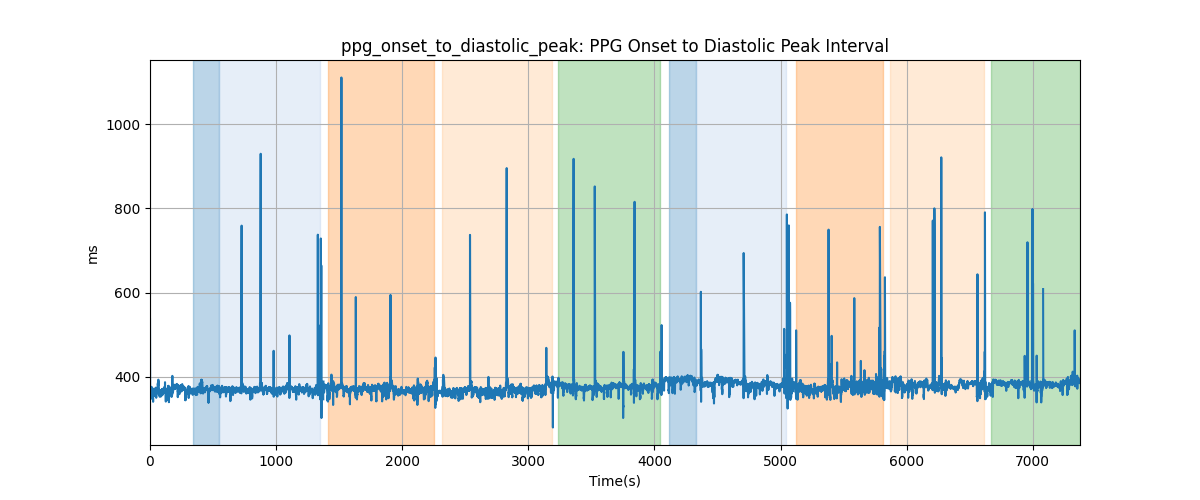 ppg_onset_to_diastolic_peak: PPG Onset to Diastolic Peak Interval
1000
800
600
400
ms
0 1000 2000 3000 4000 5000 6000 7000
Time(s)